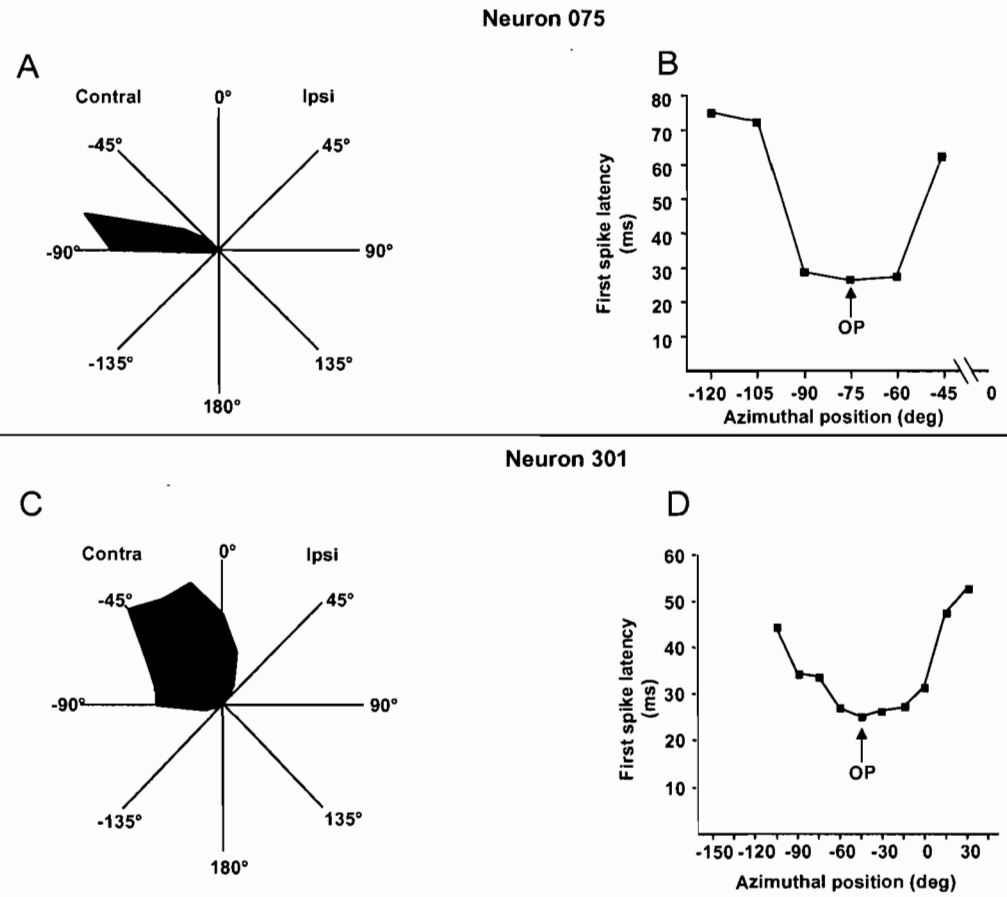 Neuron 075
A
Contral 0° Ipsi
-45° 45°
-90° 90°
-135° 135°
180°
B
80
70
60
50
40
30
20
10
First spike latency
(ms)
OP
-120 -105 -90 -75 -60 -45 0
Azimuthal position (deg)
Neuron 301
C
Contra 0° Ipsi
-45° 45°
-90° 90°
-135° 135°
180°
D
60
50
40
30
20
10
First spike latency
(ms)
OP
-150 -120 -90 -60 -30 0 30
Azimuthal position (deg)